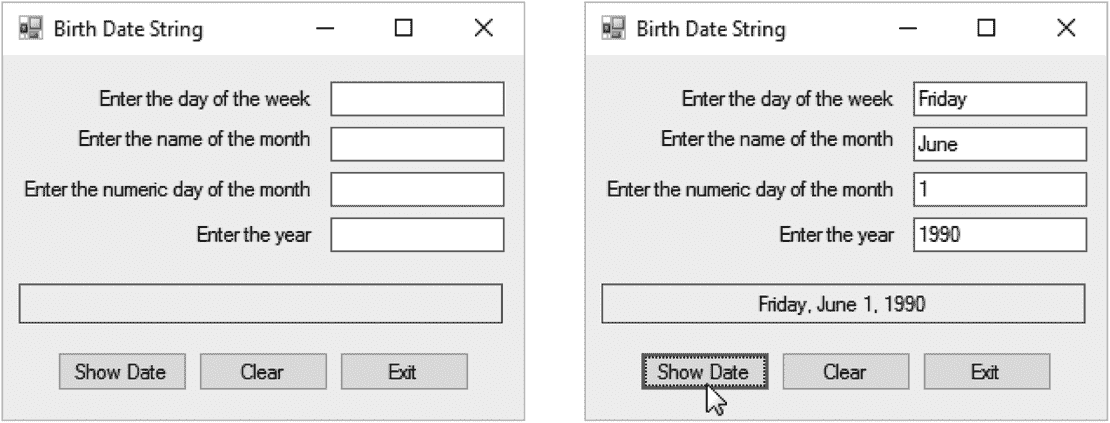 Birth Date String
Enter the day of the week
Enter the name of the month
Enter the numeric day of the month
Enter the year
Show Date
Clear
Exit
Birth Date String
Enter the day of the week Friday
Enter the name of the month June
Enter the numeric day of the month 1
Enter the year 1990
Friday, June 1, 1990
Show Date
Clear
Exit